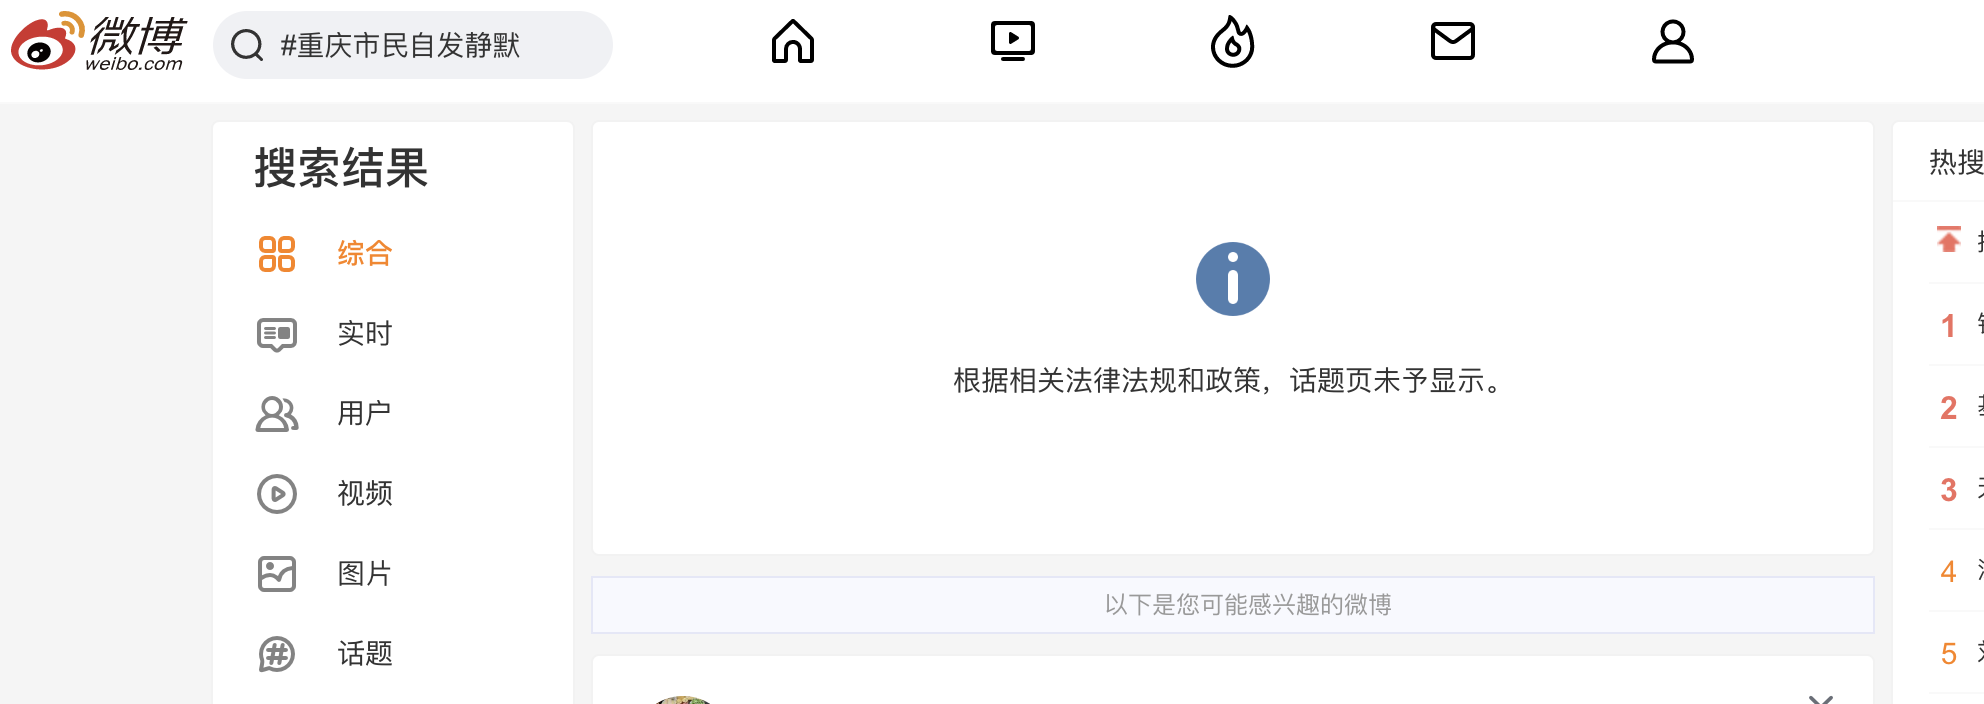 微博
weibo.com
#重庆市民自发静默
搜索结果
综合
实时
用户
视频
图片
话题
根据相关法律法规和政策，话题页未予显示。
以下是您可能感兴趣的微博
热搜
1
2
3
4
5